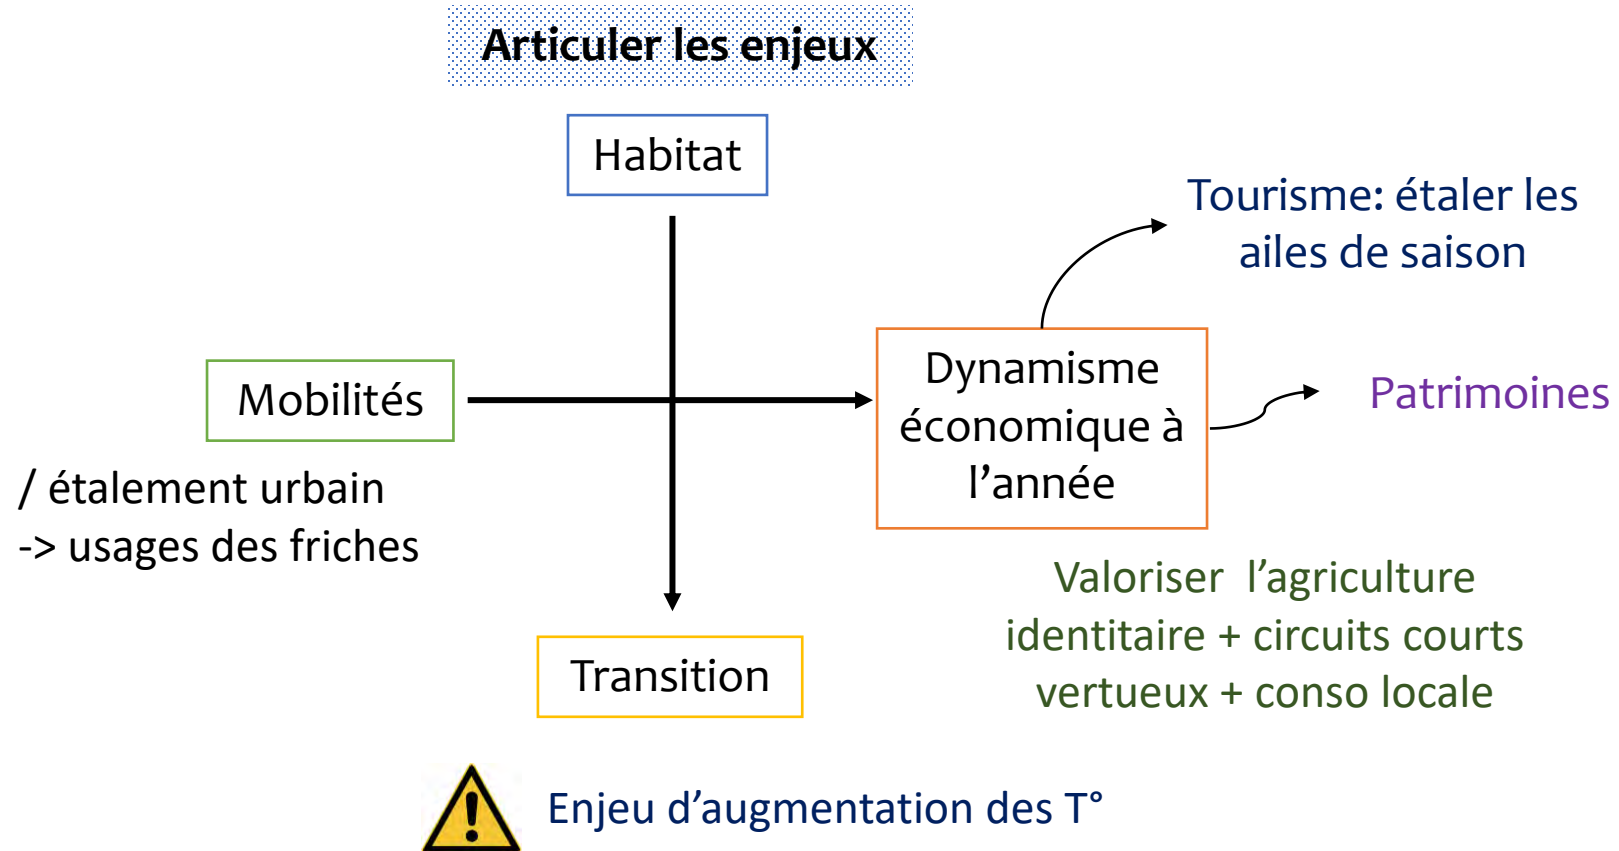 Articuler les enjeux
Habitat
Tourisme: étaler les
ailes de saison
Mobilités
Dynamisme
économique à
l’année
Patrimoines
/ étalement urbain
-> usages des friches
Valoriser l’agriculture
identitaire + circuits courts
vertueux + conso locale
Transition
Enjeu d’augmentation des T°